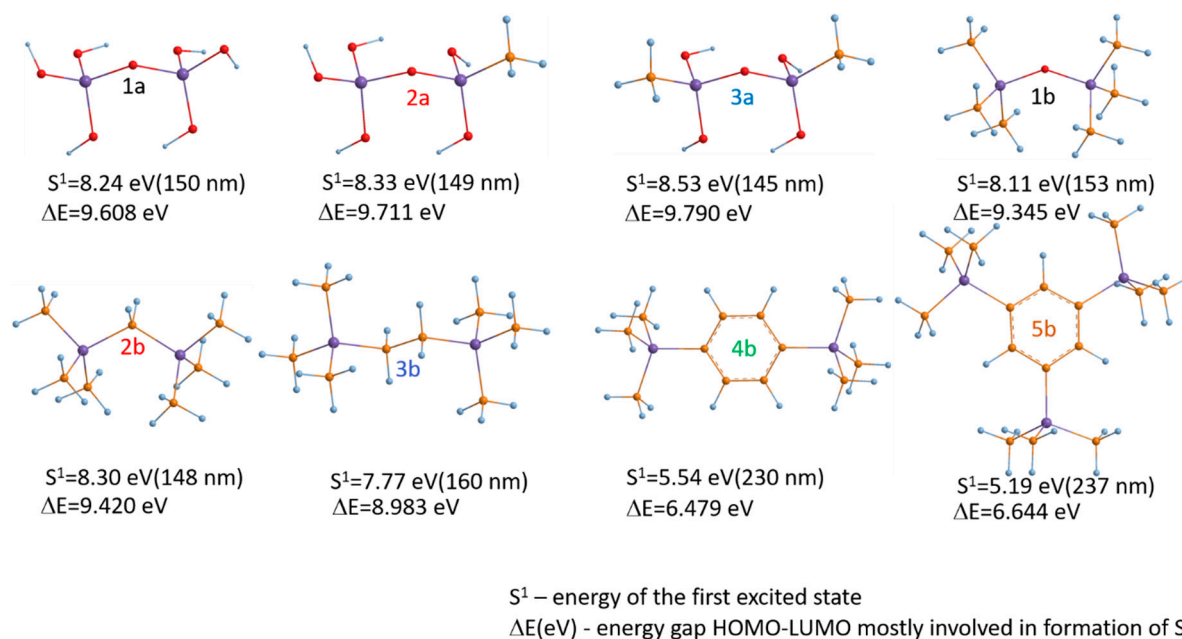 1a
2a
3a
1b
S¹=8.24 eV(150 nm)
ΔE=9.608 eV
S¹=8.33 eV(149 nm)
ΔE=9.711 eV
S¹=8.53 eV(145 nm)
ΔE=9.790 eV
S¹=8.11 eV(153 nm)
ΔE=9.345 eV
2b
3b
4b
5b
S¹=8.30 eV(148 nm)
ΔE=9.420 eV
S¹=7.77 eV(160 nm)
ΔE=8.983 eV
S¹=5.54 eV(230 nm)
ΔE=6.479 eV
S¹=5.19 eV(237 nm)
ΔE=6.644 eV
S¹ – energy of the first excited state
ΔE(eV) - energy gap HOMO-LUMO mostly involved in formation of S